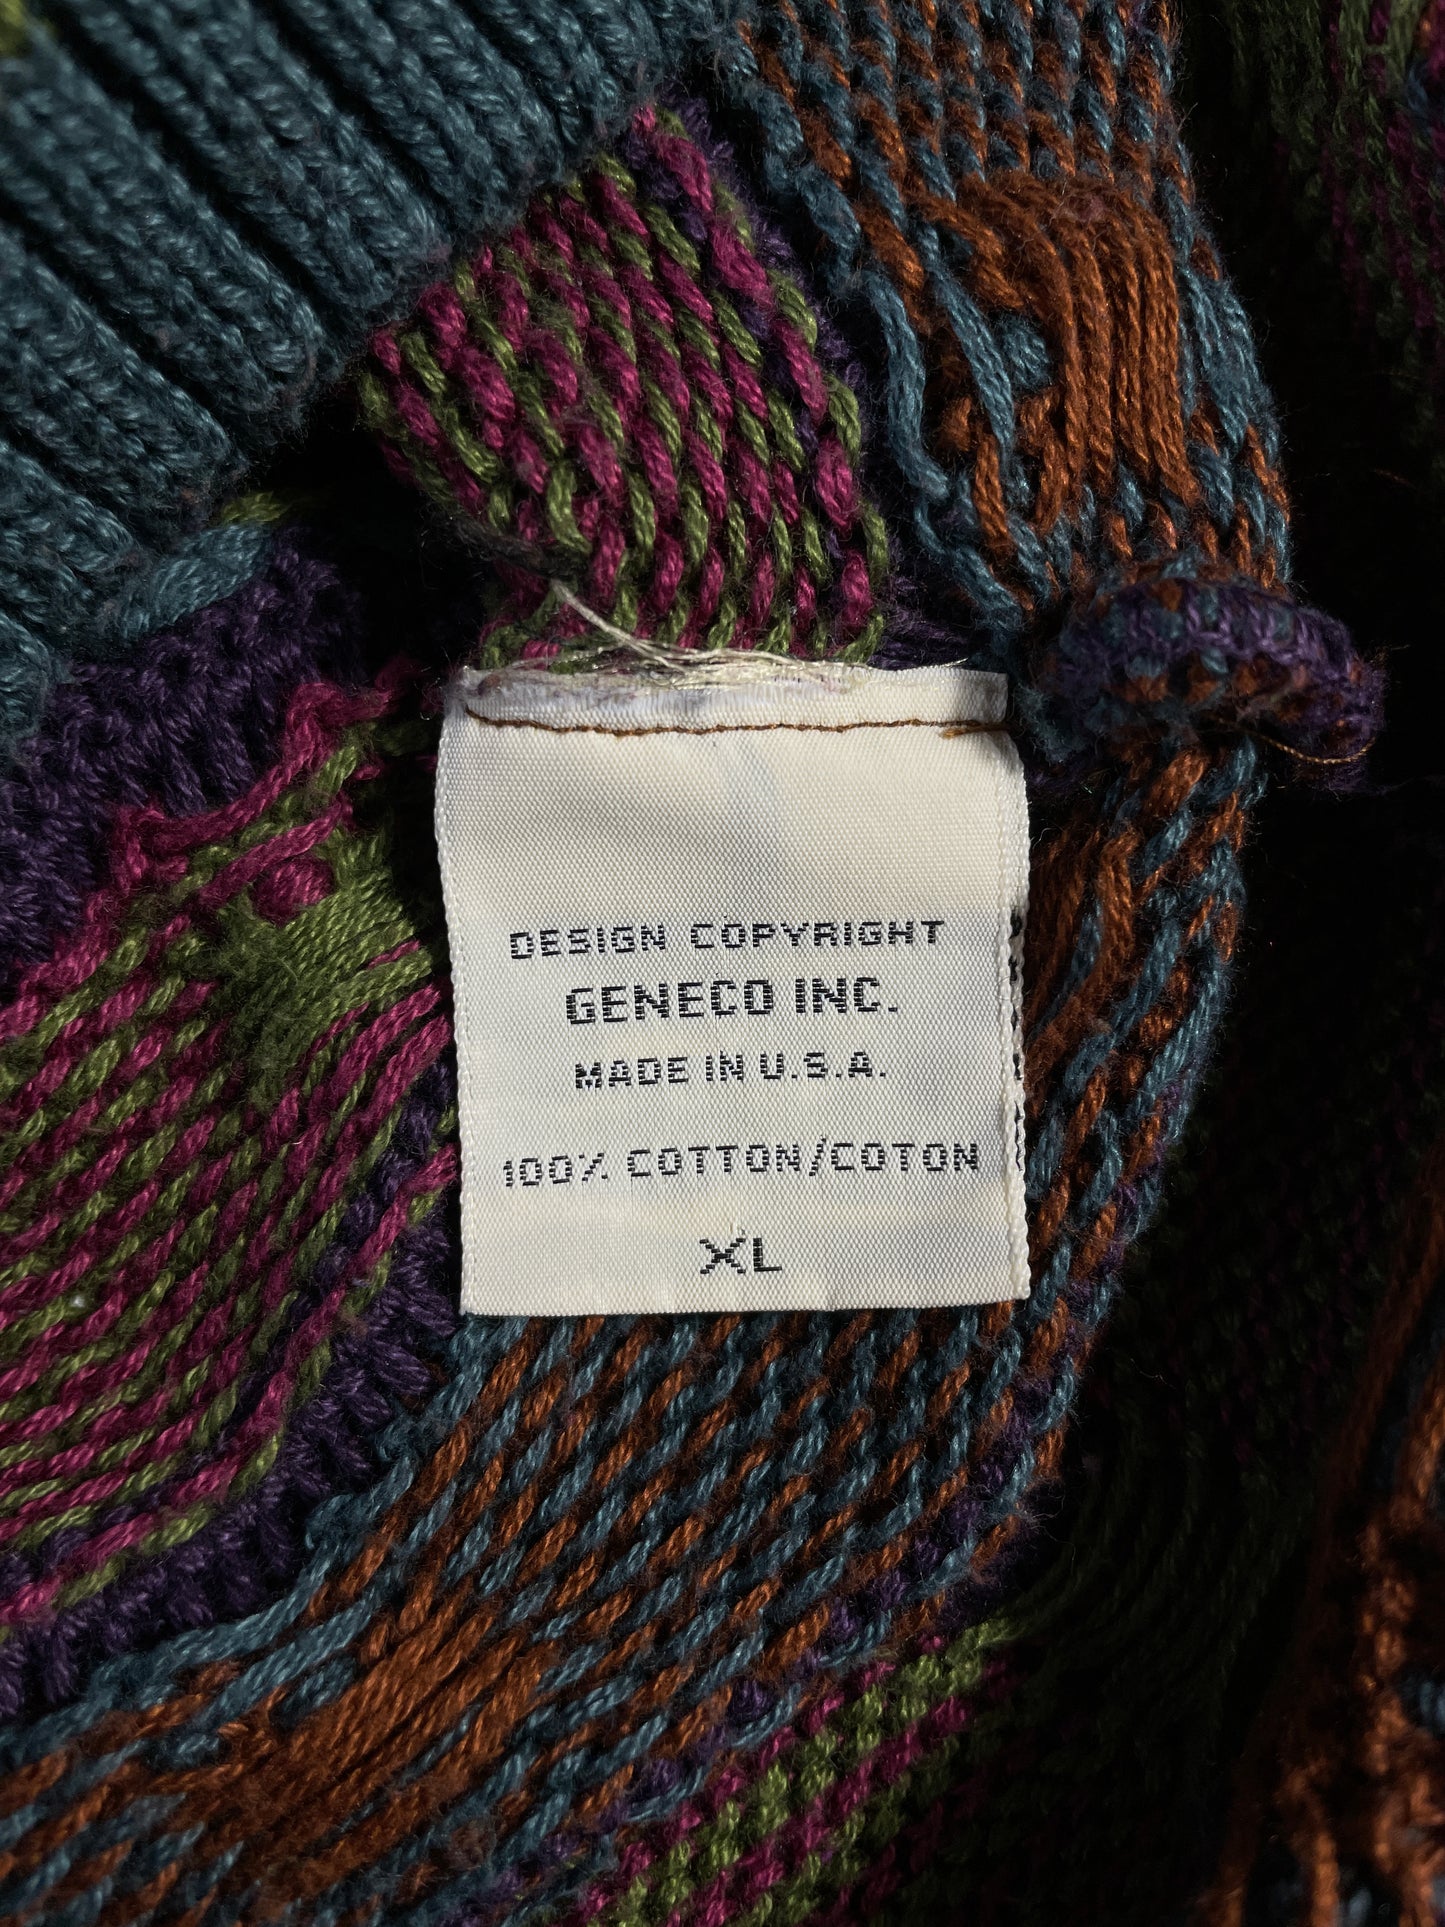 DESIGN COPYRIGHT
GENECO INC.
MADE IN U.S.A.
100% COTTON/COTON
XL